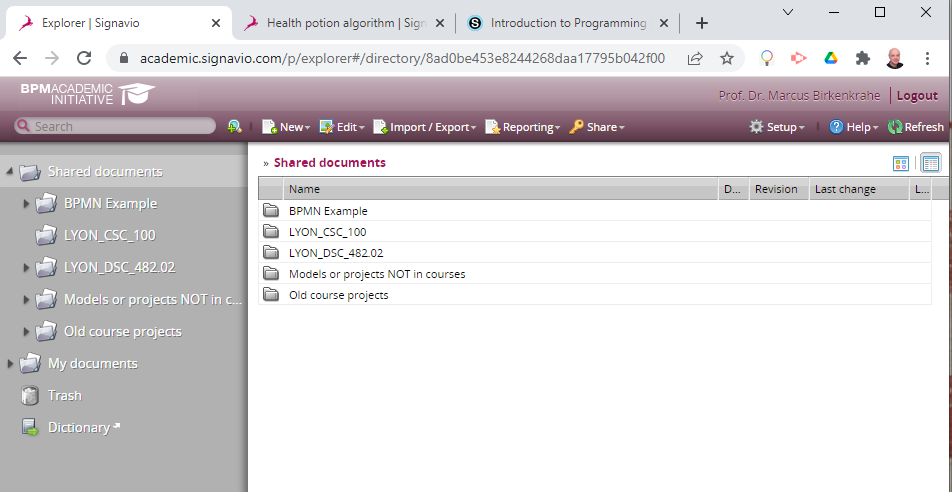 Explorer | Signavio
Health potion algorithm | Sign
Introduction to Programming
academic.signavio.com/p/explorer#/directory/8ad0be453e8244268daa17795b042f00
BPMACADEMIC
INITIATIVE
Prof. Dr. Marcus Birkenkrahe | Logout
Search
New Edit Import / Export Reporting Share Setup Help Refresh
Shared documents
BPMN Example
LYON_CSC_100
LYON_DSC_482.02
Models or projects NOT in c...
Old course projects
My documents
Trash
Dictionary
» Shared documents
Name D... Revision Last change L...
BPMN Example
LYON_CSC_100
LYON_DSC_482.02
Models or projects NOT in courses
Old course projects